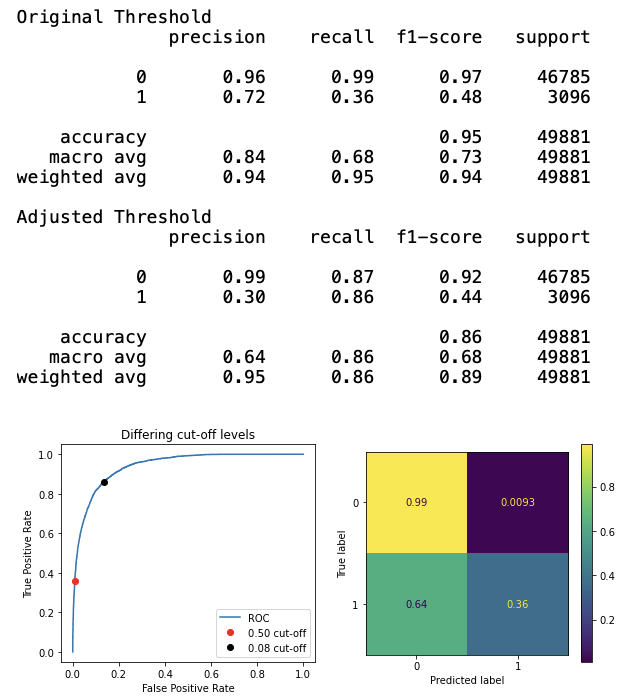 Original Threshold
precision recall f1-score support
0 0.96 0.99 0.97 46785
1 0.72 0.36 0.48 3096
accuracy 0.95 49881
macro avg 0.84 0.68 0.73 49881
weighted avg 0.94 0.95 0.94 49881
Adjusted Threshold
precision recall f1-score support
0 0.99 0.87 0.92 46785
1 0.30 0.86 0.44 3096
accuracy 0.86 49881
macro avg 0.64 0.86 0.68 49881
weighted avg 0.95 0.86 0.89 49881
Differing cut-off levels
True Positive Rate
1.0
0.8
0.6
0.4
0.2
0.0
ROC
0.50 cut-off
0.08 cut-off
0.0 0.2 0.4 0.6 0.8 1.0
False Positive Rate
True label
0
1
0.99 0.0093
0.64 0.36
0 1
Predicted label
0.8
0.6
0.4
0.2